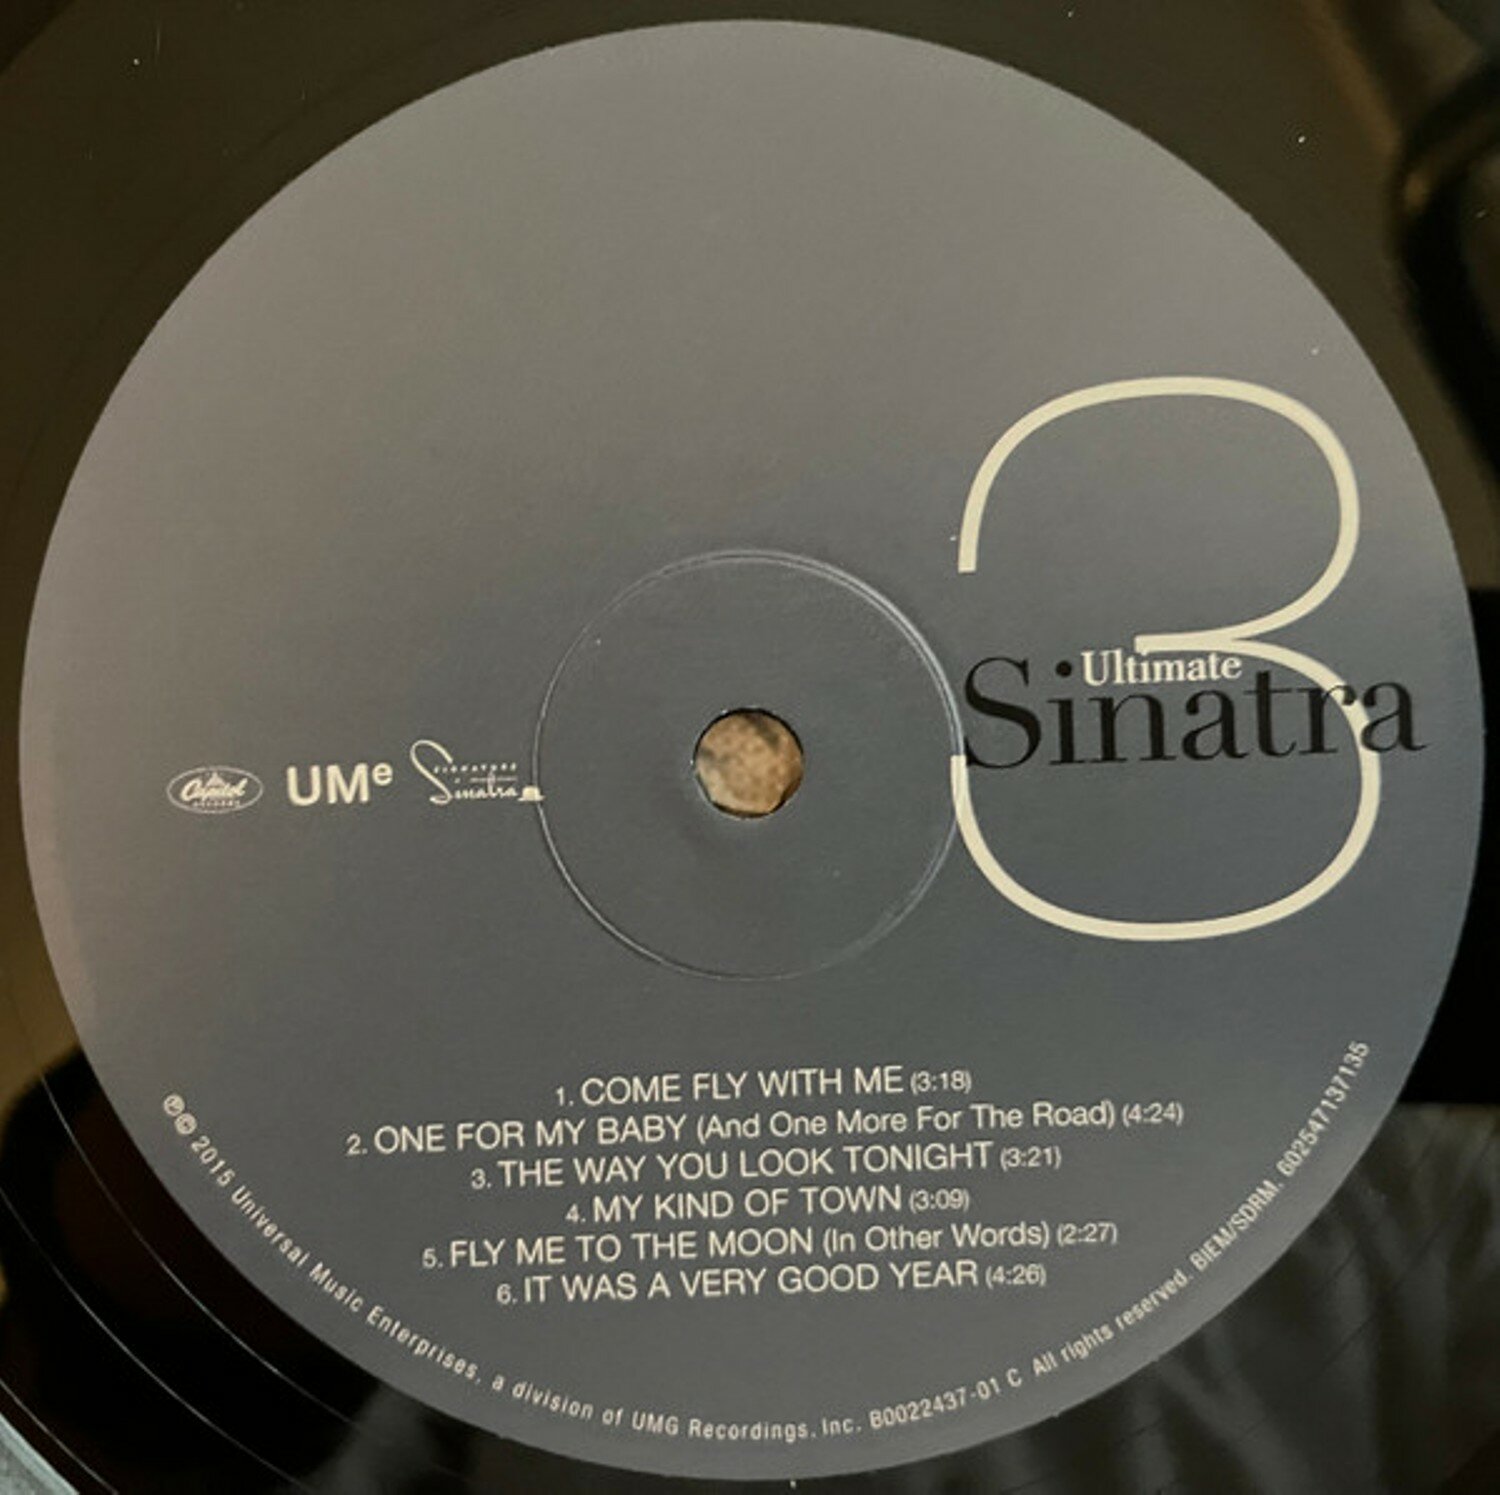 3
Ultimate
Sinatra
Capitol
RECORDS
UMe
SIGNATURE
Sinatra
1. COME FLY WITH ME (3:18)
2. ONE FOR MY BABY (And One More For The Road) (4:24)
3. THE WAY YOU LOOK TONIGHT (3:21)
4. MY KIND OF TOWN (3:09)
5. FLY ME TO THE MOON (In Other Words) (2:27)
6. IT WAS A VERY GOOD YEAR (4:26)
℗© 2015 Universal Music Enterprises, a division of UMG Recordings, Inc. B0022437-01 C All rights reserved. BIEM/SDRM. 602547137135